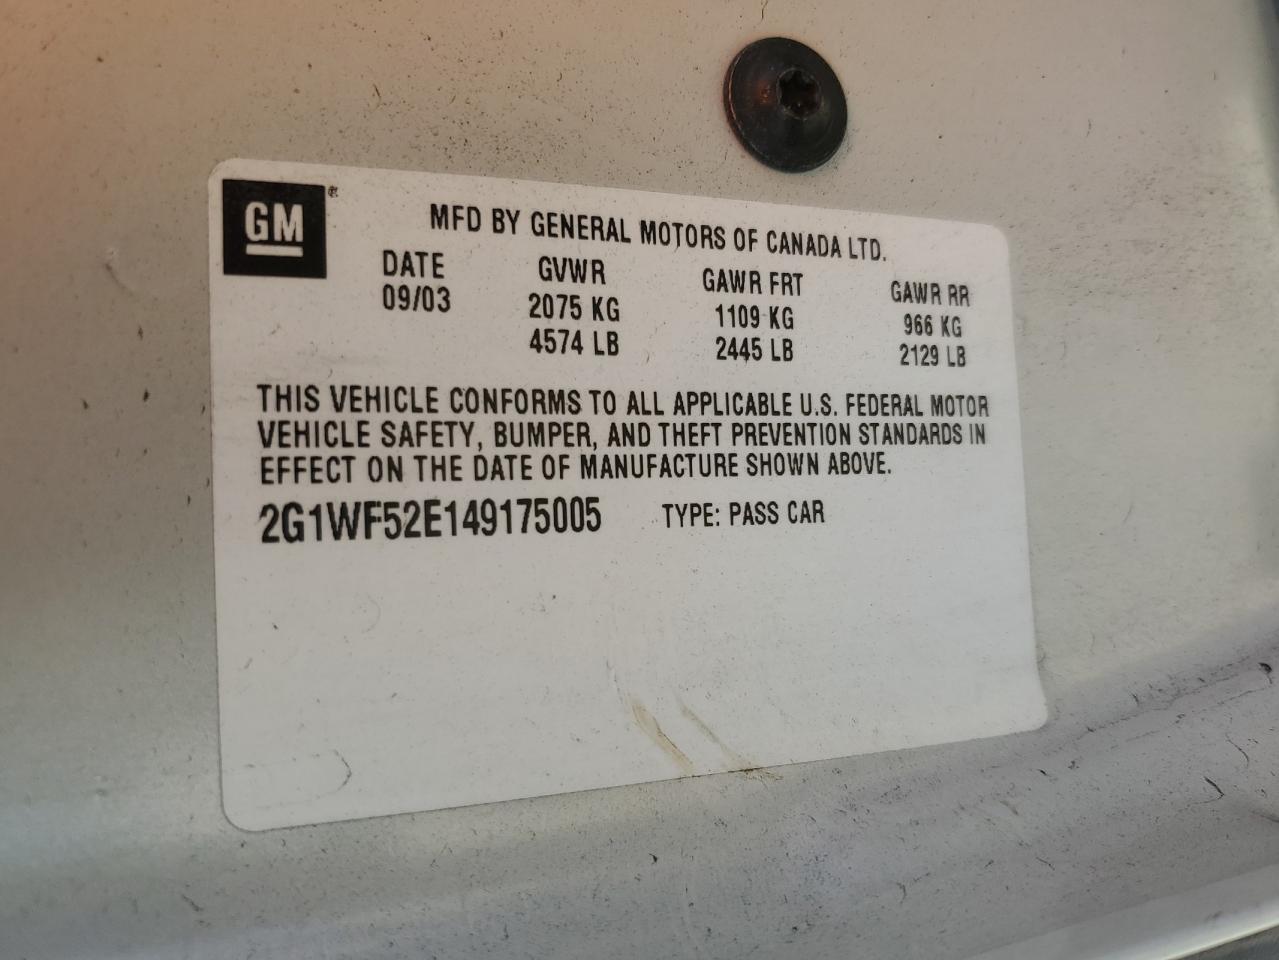 GM ®
MFD BY GENERAL MOTORS OF CANADA LTD.
DATE GVWR GAWR FRT GAWR RR
09/03 2075 KG 1109 KG 966 KG
4574 LB 2445 LB 2129 LB
THIS VEHICLE CONFORMS TO ALL APPLICABLE U.S. FEDERAL MOTOR
VEHICLE SAFETY, BUMPER, AND THEFT PREVENTION STANDARDS IN
EFFECT ON THE DATE OF MANUFACTURE SHOWN ABOVE.
2G1WF52E149175005 TYPE: PASS CAR